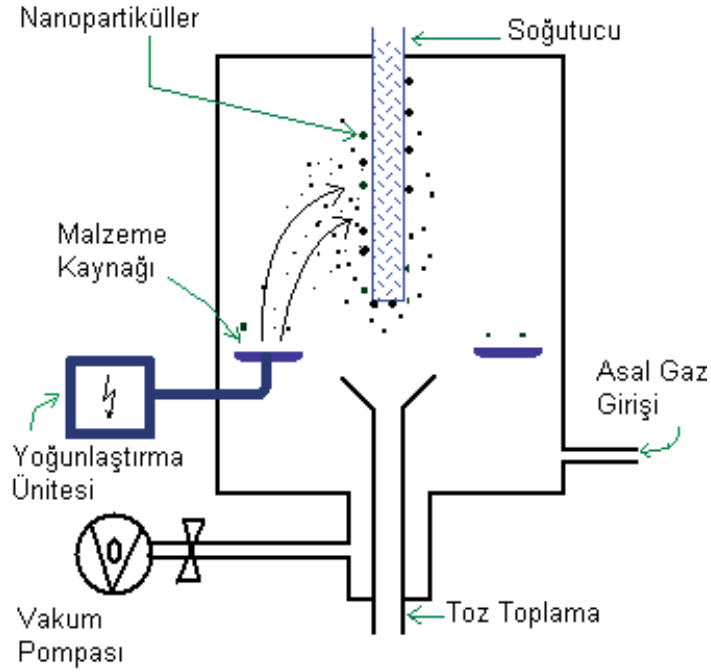 Nanopartiküller
Soğutucu
Malzeme
Kaynağı
Asal Gaz
Girişi
Yoğunlaştırma
Ünitesi
Vakum
Pompası
Toz Toplama